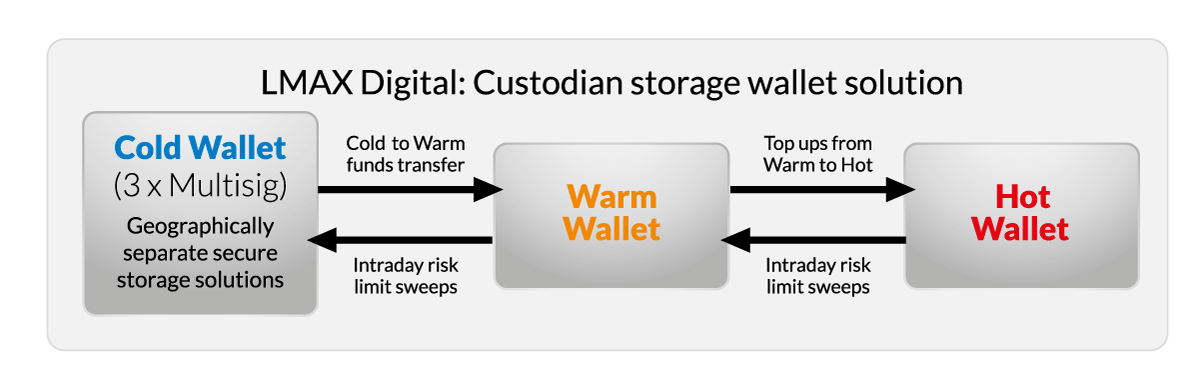 LMAX Digital: Custodian storage wallet solution
Cold Wallet
(3 x Multisig)
Geographically
separate secure
storage solutions
Cold to Warm
funds transfer
Intraday risk
limit sweeps
Warm
Wallet
Top ups from
Warm to Hot
Intraday risk
limit sweeps
Hot
Wallet